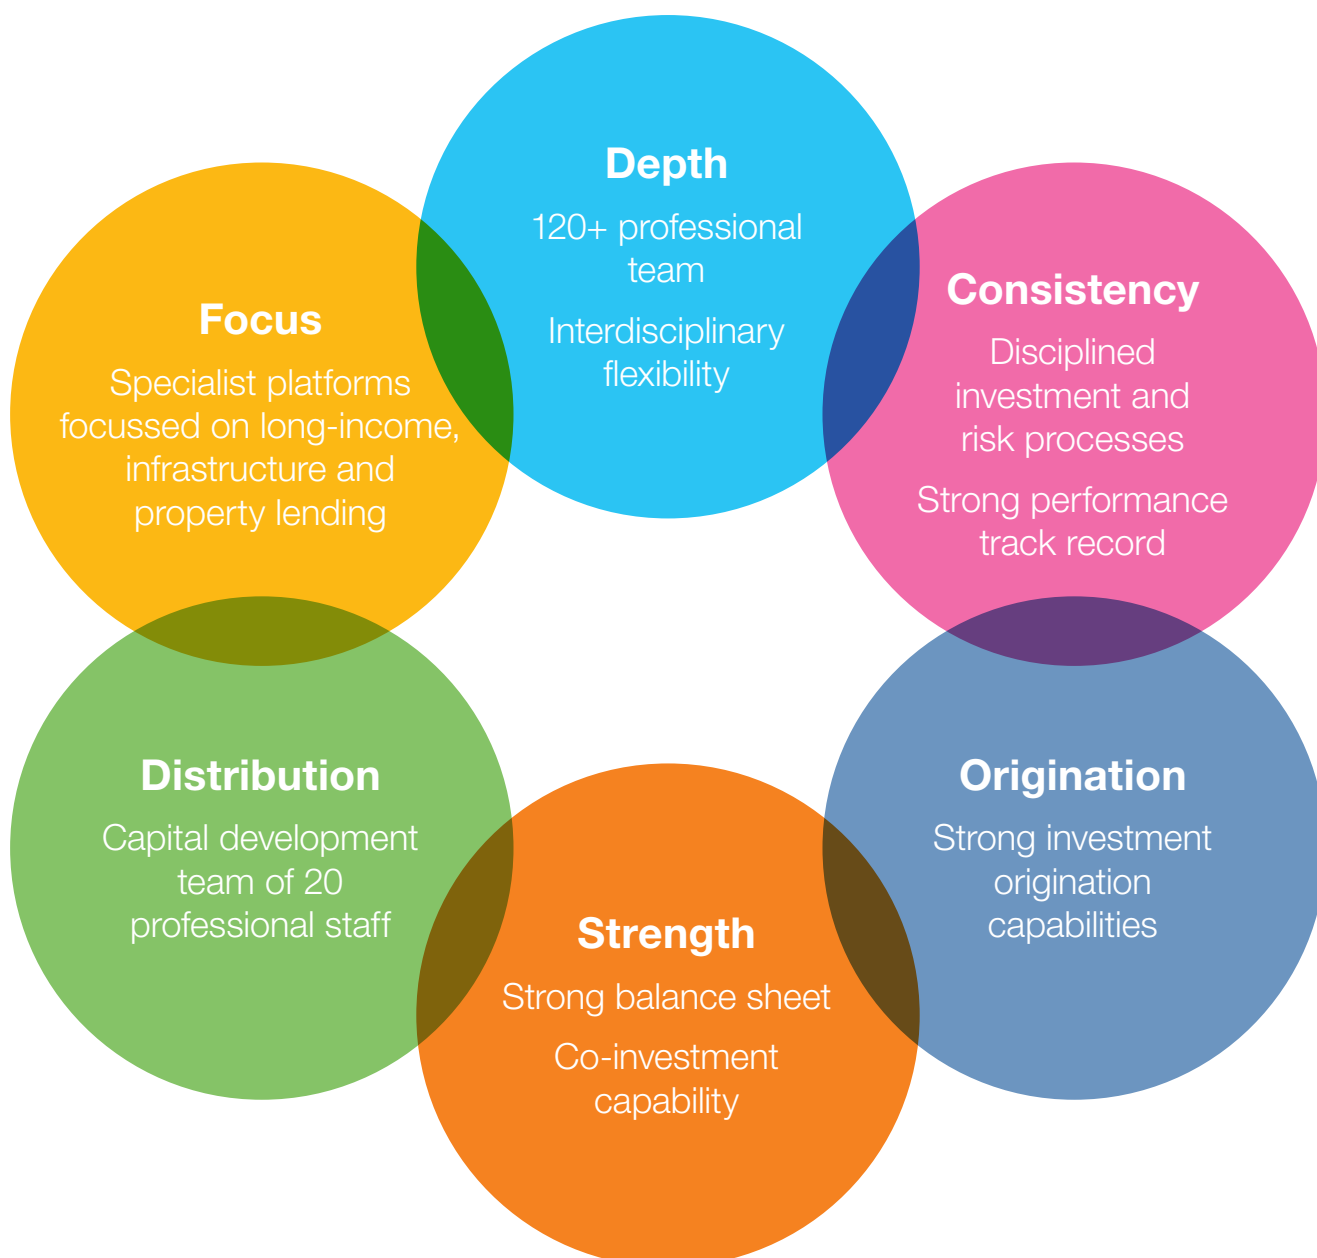 Depth
120+ professional
team
Interdisciplinary
flexibility
Consistency
Disciplined
investment and
risk processes
Strong performance
track record
Origination
Strong investment
origination
capabilities
Strength
Strong balance sheet
Co-investment
capability
Distribution
Capital development
team of 20
professional staff
Focus
Specialist platforms
focussed on long-income,
infrastructure and
property lending